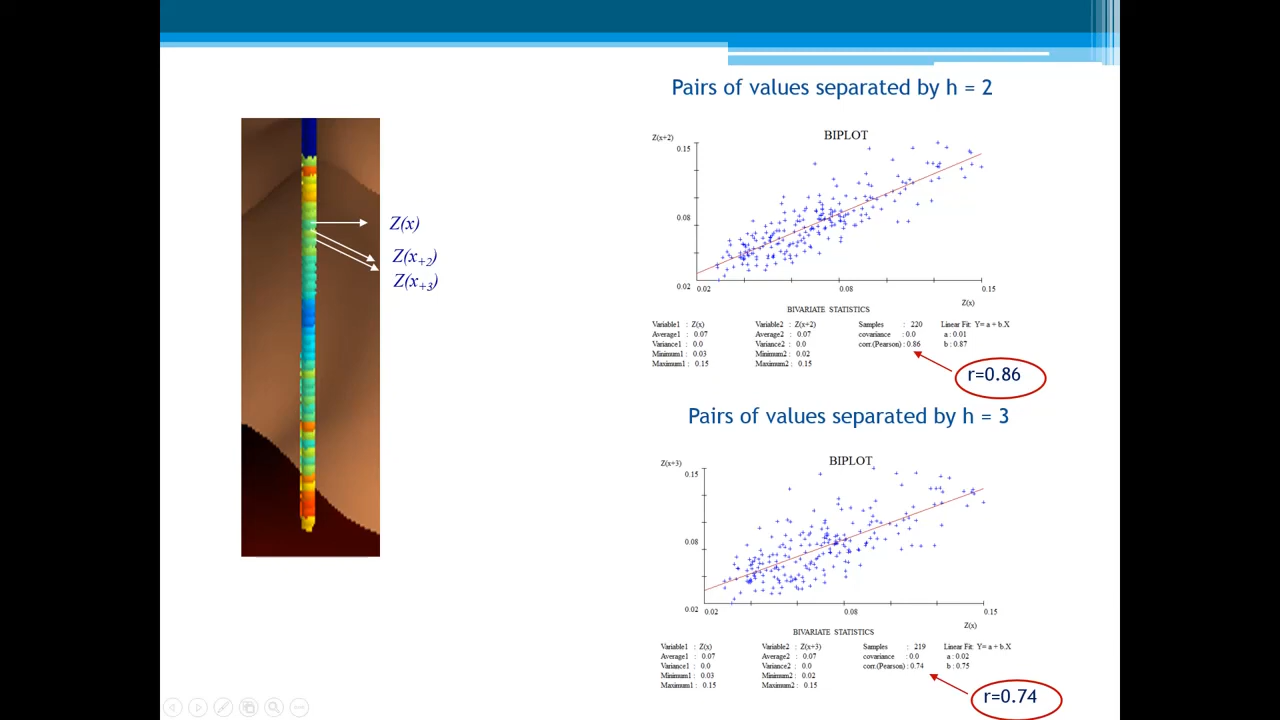 Pairs of values separated by h = 2
Z(x)
Z(x+2)
Z(x+3)
BIPLOT
Z(x+2)
0.15
0.08
0.02
0.02 0.08 0.15
Z(x)
BIVARIATE STATISTICS
Variable1 : Z(x) Variable2 : Z(x+2) Samples : 220 Linear Fit: Y= a + b.X
Average1 : 0.07 Average2 : 0.07 covariance : 0.0 a : 0.01
Variance1 : 0.0 Variance2 : 0.0 corr.(Pearson) : 0.86 b : 0.87
Minimum1 : 0.03 Minimum2 : 0.02
Maximum1 : 0.15 Maximum2 : 0.15
r=0.86
Pairs of values separated by h = 3
BIPLOT
Z(x+3)
0.15
0.08
0.02
0.02 0.08 0.15
Z(x)
BIVARIATE STATISTICS
Variable1 : Z(x) Variable2 : Z(x+3) Samples : 219 Linear Fit: Y= a + b.X
Average1 : 0.07 Average2 : 0.07 covariance : 0.0 a : 0.02
Variance1 : 0.0 Variance2 : 0.0 corr.(Pearson) : 0.74 b : 0.75
Minimum1 : 0.03 Minimum2 : 0.02
Maximum1 : 0.15 Maximum2 : 0.15
r=0.74